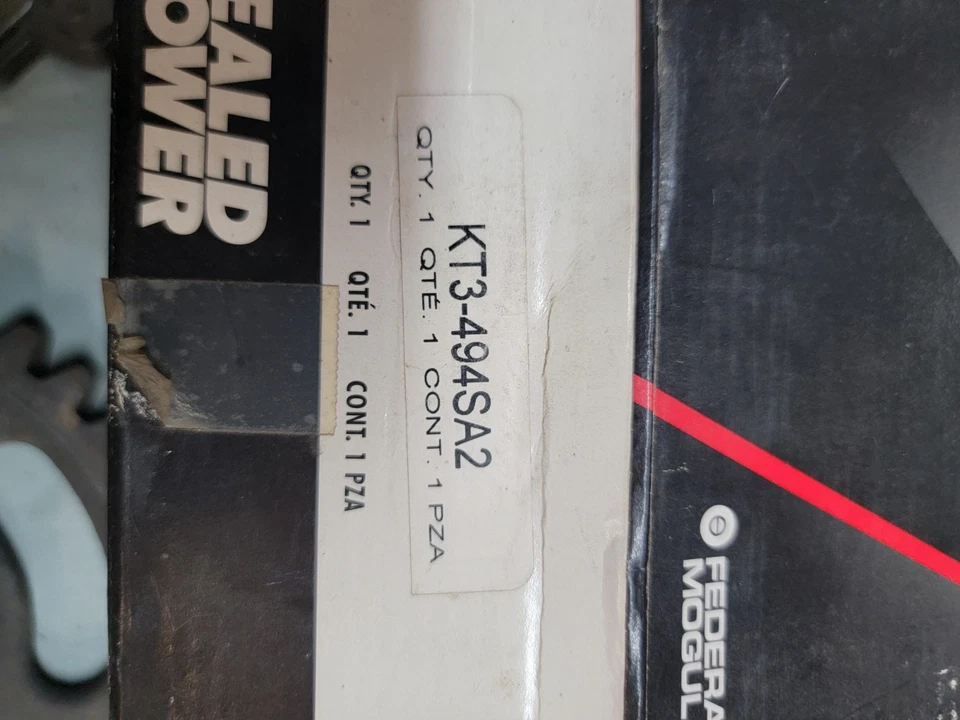 EALED
OWER
KT3-494SA2
QTY. 1 QTÉ. 1 CONT. 1 PZA
QTY. 1 QTÉ. 1 CONT. 1 PZA
FEDERA
MOGUL